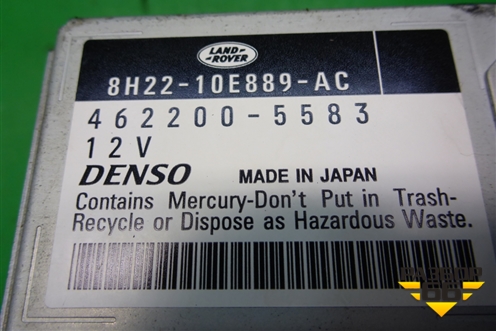 LAND-
ROVER
8H22-10E889-AC
462200-5583
12V
DENSO MADE IN JAPAN
Contains Mercury-Don't Put in Trash-
Recycle or Dispose as Hazardous Waste.